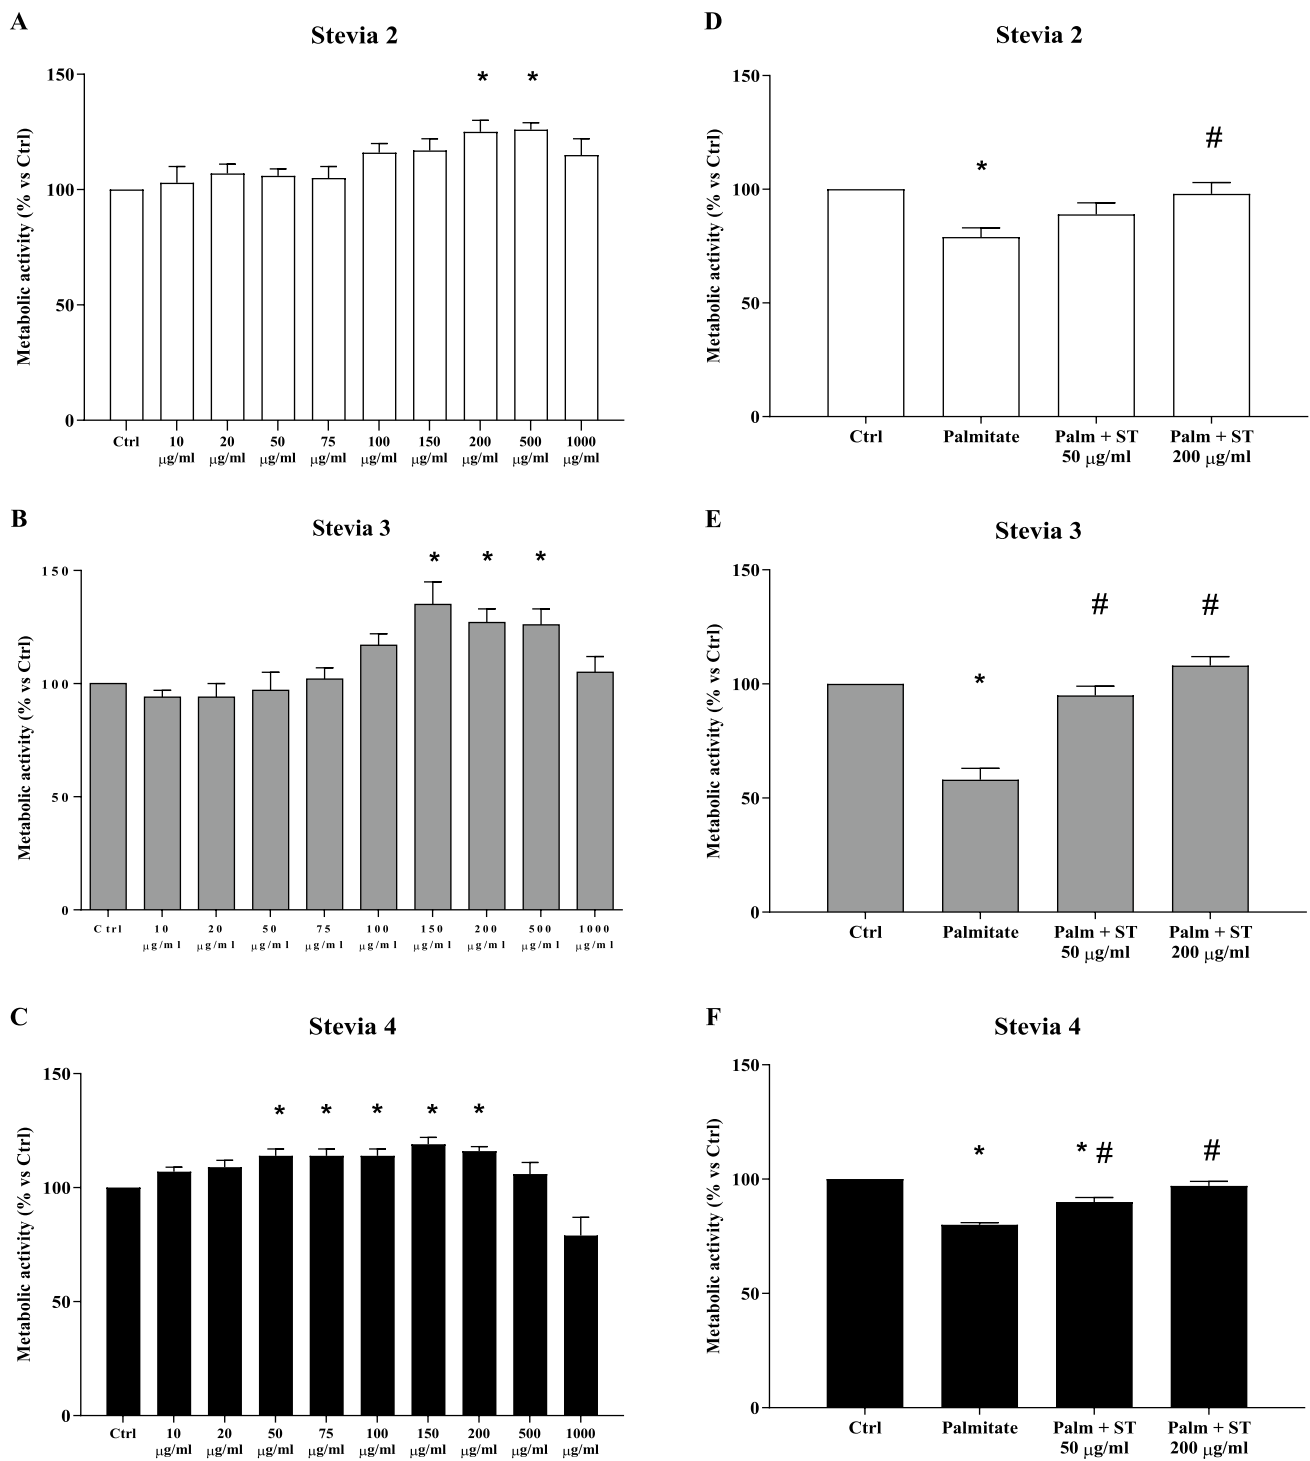 A
Stevia 2
Metabolic activity (% vs Ctrl)
150
100
50
0
* *
Ctrl 10 20 50 75 100 150 200 500 1000
μg/ml μg/ml μg/ml μg/ml μg/ml μg/ml μg/ml μg/ml μg/ml
D
Stevia 2
Metabolic activity (% vs Ctrl)
150
100
50
0
* #
Ctrl Palmitate Palm + ST Palm + ST
50 μg/ml 200 μg/ml
B
Stevia 3
Metabolic activity (% vs Ctrl)
150
100
50
0
* * *
Ctrl 10 20 50 75 100 150 200 500 1000
μg/ml μg/ml μg/ml μg/ml μg/ml μg/ml μg/ml μg/ml μg/ml
E
Stevia 3
Metabolic activity (% vs Ctrl)
150
100
50
0
* # #
Ctrl Palmitate Palm + ST Palm + ST
50 μg/ml 200 μg/ml
C
Stevia 4
Metabolic activity (% vs Ctrl)
150
100
50
0
* * * * *
Ctrl 10 20 50 75 100 150 200 500 1000
μg/ml μg/ml μg/ml μg/ml μg/ml μg/ml μg/ml μg/ml μg/ml
F
Stevia 4
Metabolic activity (% vs Ctrl)
150
100
50
0
* * # #
Ctrl Palmitate Palm + ST Palm + ST
50 μg/ml 200 μg/ml